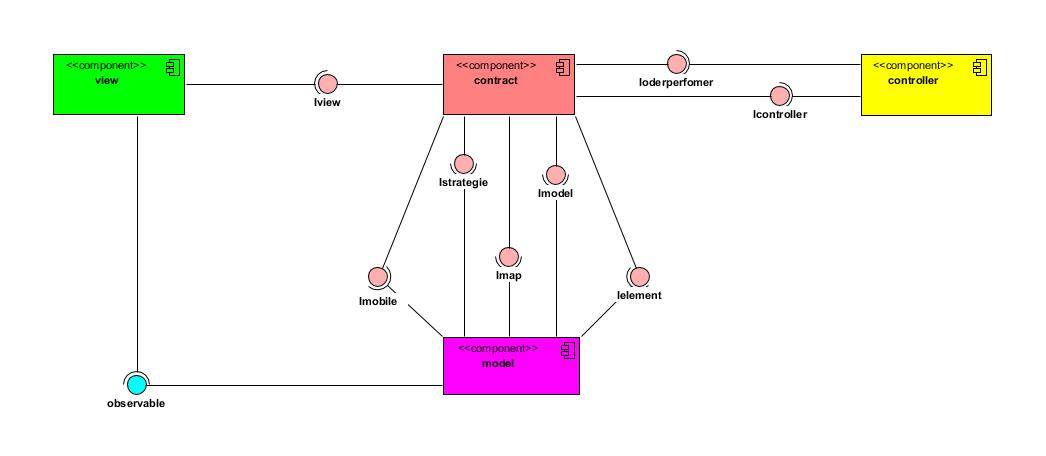 <<component>>
view
<<component>>
contract
<<component>>
controller
Iview
Ioderperfomer
Icontroller
Istrategie
Imodel
Imap
Imobile
Ielement
<<component>>
model
observable